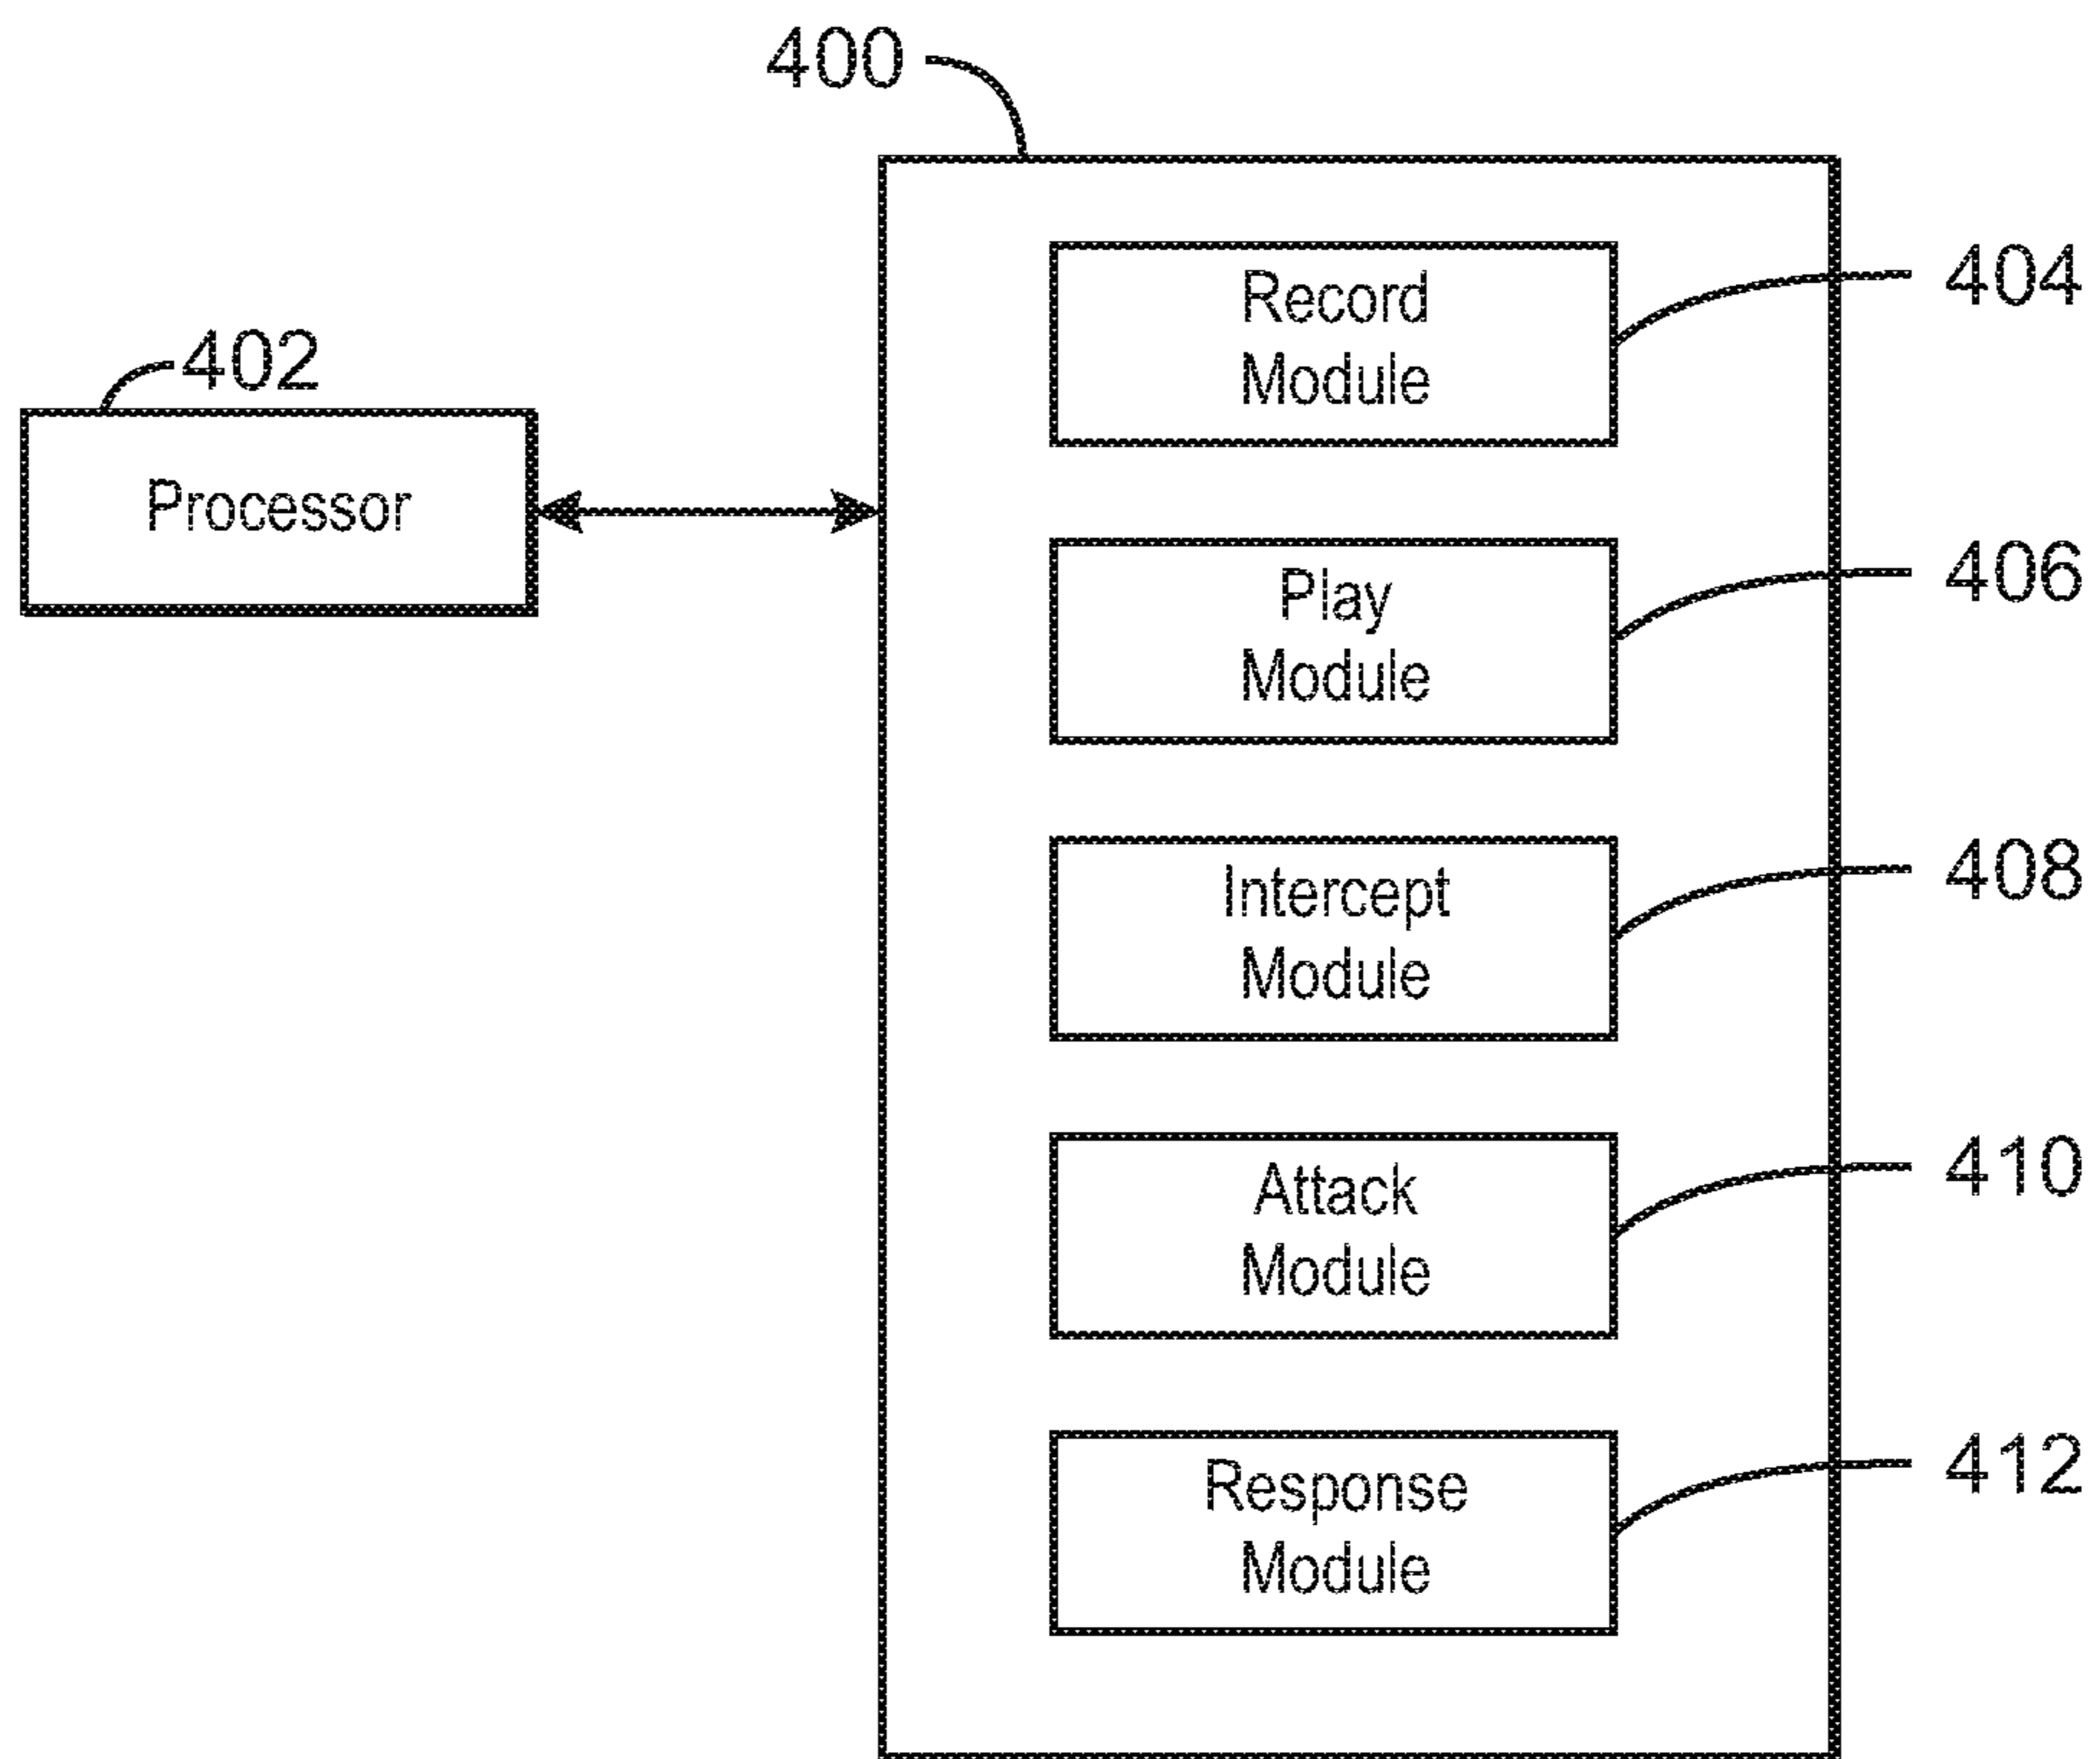 400
402
Processor
Record
Module
404
Play
Module
406
Intercept
Module
408
Attack
Module
410
Response
Module
412